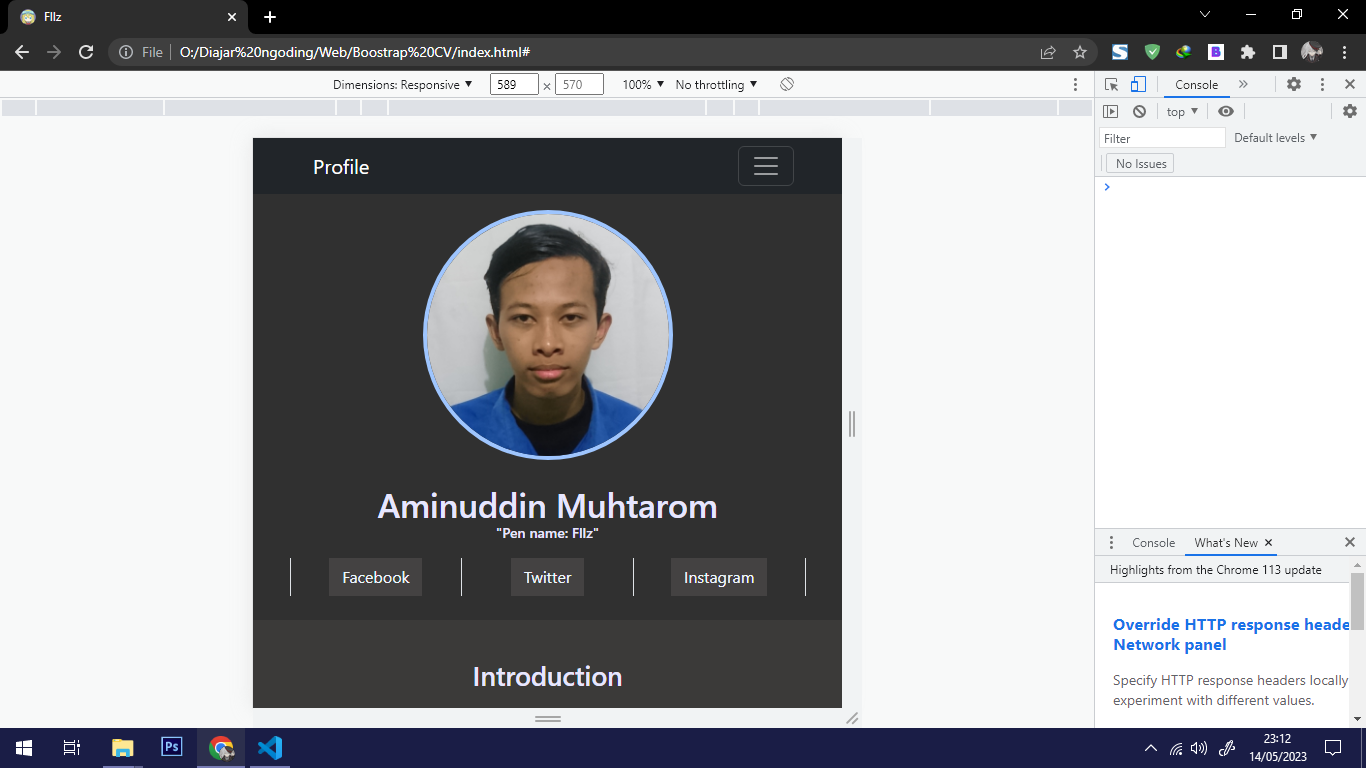 Fllz
File
O:/Diajar%20ngoding/Web/Boostrap%20CV/index.html#
Dimensions: Responsive
589 × 570
100%
No throttling
Console
top
Filter
Default levels
No Issues
Profile
Aminuddin Muhtarom
"Pen name: Fllz"
Facebook
Twitter
Instagram
Introduction
Console
What's New
Highlights from the Chrome 113 update
Override HTTP response heade
Network panel
Specify HTTP response headers locally
experiment with different values.
Ps
23:12
14/05/2023